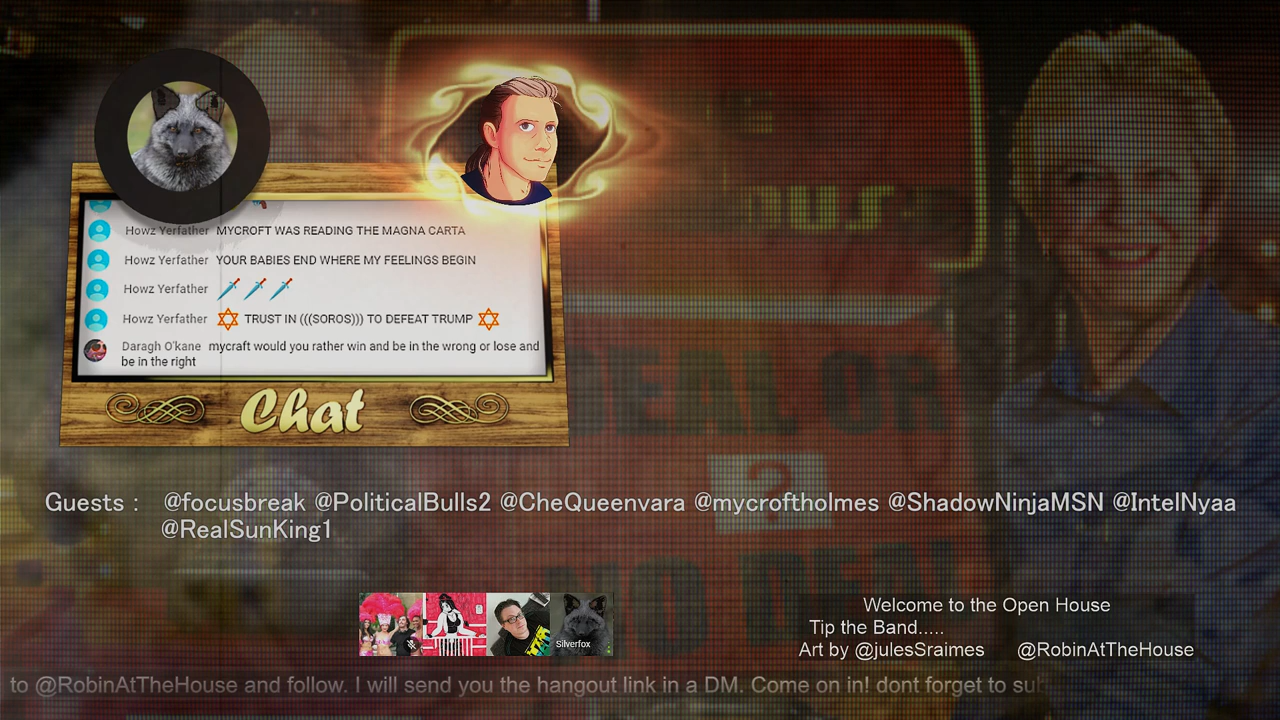 Howz Yerfather MYCROFT WAS READING THE MAGNA CARTA
Howz Yerfather YOUR BABIES END WHERE MY FEELINGS BEGIN
Howz Yerfather 🗡🗡🗡
Howz Yerfather ✡ TRUST IN (((SOROS))) TO DEFEAT TRUMP ✡
Daragh O'kane mycraft would you rather win and be in the wrong or lose and
be in the right
Chat
DEAL OR
?
NO DEAL
Guests : @focusbreak @PoliticalBulls2 @CheQueenvara @mycroftholmes @ShadowNinjaMSN @IntelNyaa
@RealSunKing1
Silverfox
Welcome to the Open House
Tip the Band.....
Art by @julesSraimes @RobinAtTheHouse
to @RobinAtTheHouse and follow. I will send you the hangout link in a DM. Come on in! dont forget to sub